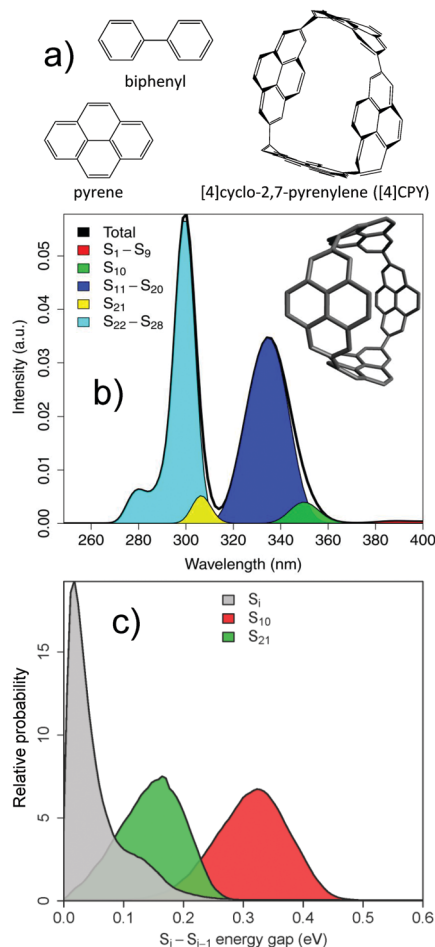 a)
biphenyl
pyrene
[4]cyclo-2,7-pyrenylene ([4]CPY)
Total
S₁ – S₉
S₁₀
S₁₁ – S₂₀
S₂₁
S₂₂ – S₂₈
b)
Intensity (a.u.)
0.05
0.04
0.03
0.02
0.01
0.00
260 280 300 320 340 360 380 400
Wavelength (nm)
c)
Sᵢ
S₁₀
S₂₁
Relative probability
15
10
5
0
0.0 0.1 0.2 0.3 0.4 0.5 0.6
Sᵢ – Sᵢ₋₁ energy gap (eV)